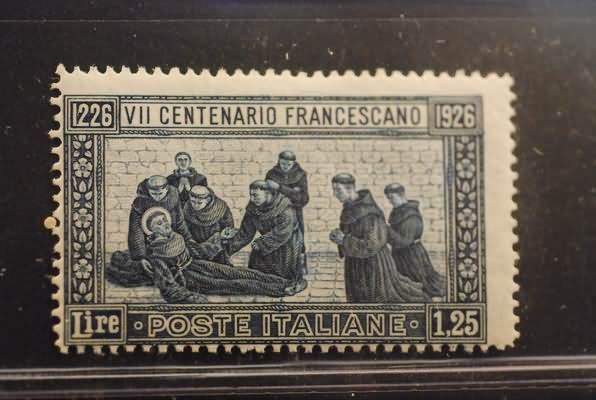 1226 VII CENTENARIO FRANCESCANO 1926
Lire · POSTE ITALIANE · 1,25